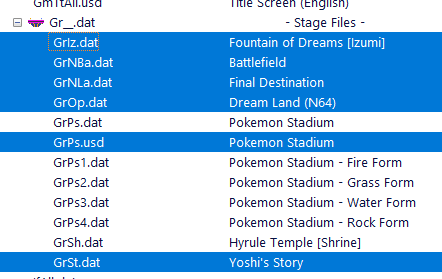 GmTtAll.usd Title Screen (English)
Gr__.dat - Stage Files -
GrIz.dat Fountain of Dreams [Izumi]
GrNBa.dat Battlefield
GrNLa.dat Final Destination
GrOp.dat Dream Land (N64)
GrPs.dat Pokemon Stadium
GrPs.usd Pokemon Stadium
GrPs1.dat Pokemon Stadium - Fire Form
GrPs2.dat Pokemon Stadium - Grass Form
GrPs3.dat Pokemon Stadium - Water Form
GrPs4.dat Pokemon Stadium - Rock Form
GrSh.dat Hyrule Temple [Shrine]
GrSt.dat Yoshi's Story